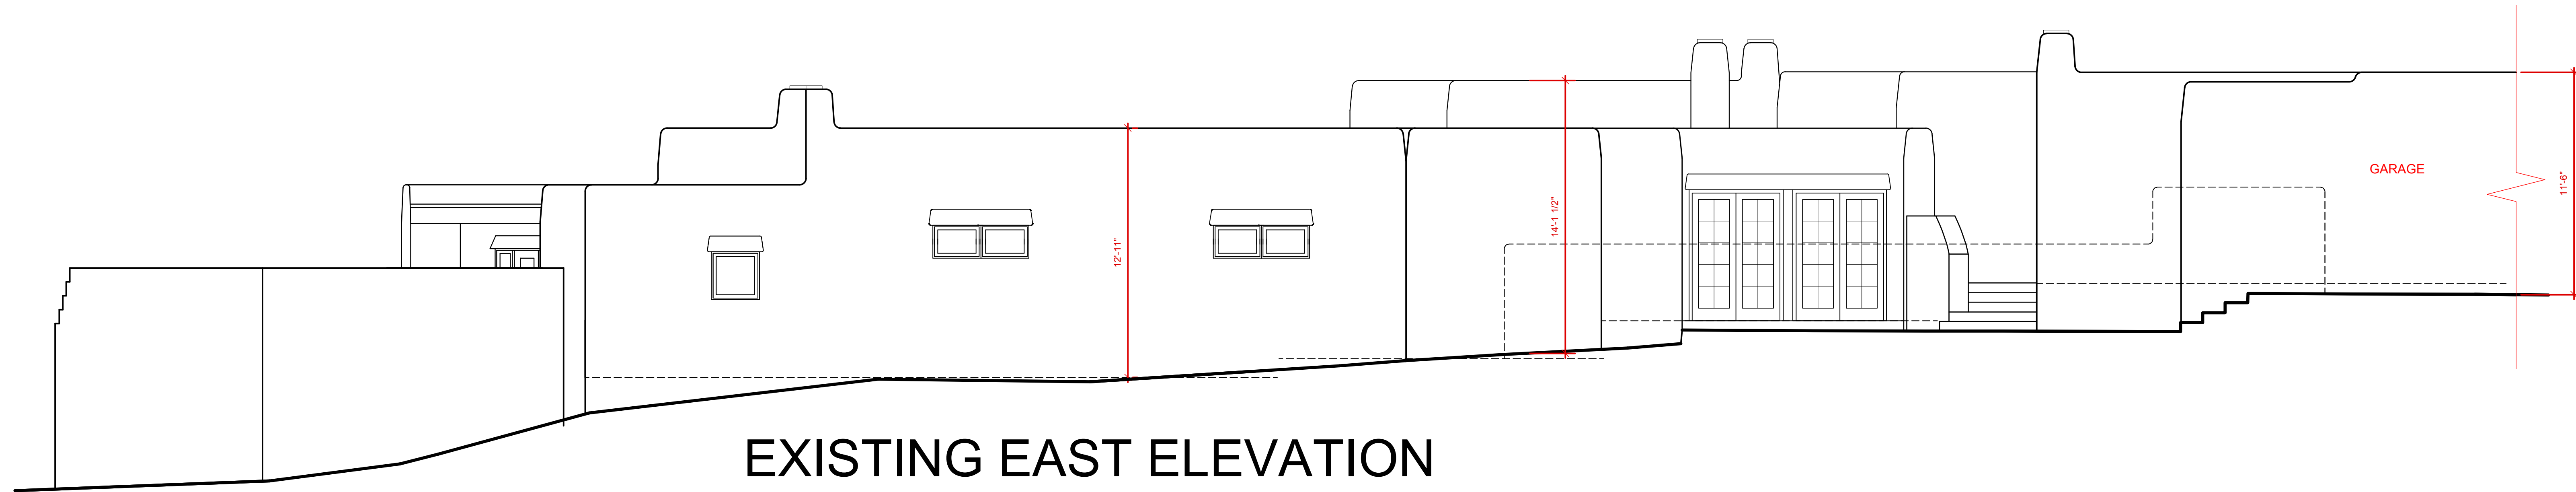 GARAGE
11'-6"
14'-1 1/2"
12'-11"
EXISTING EAST ELEVATION